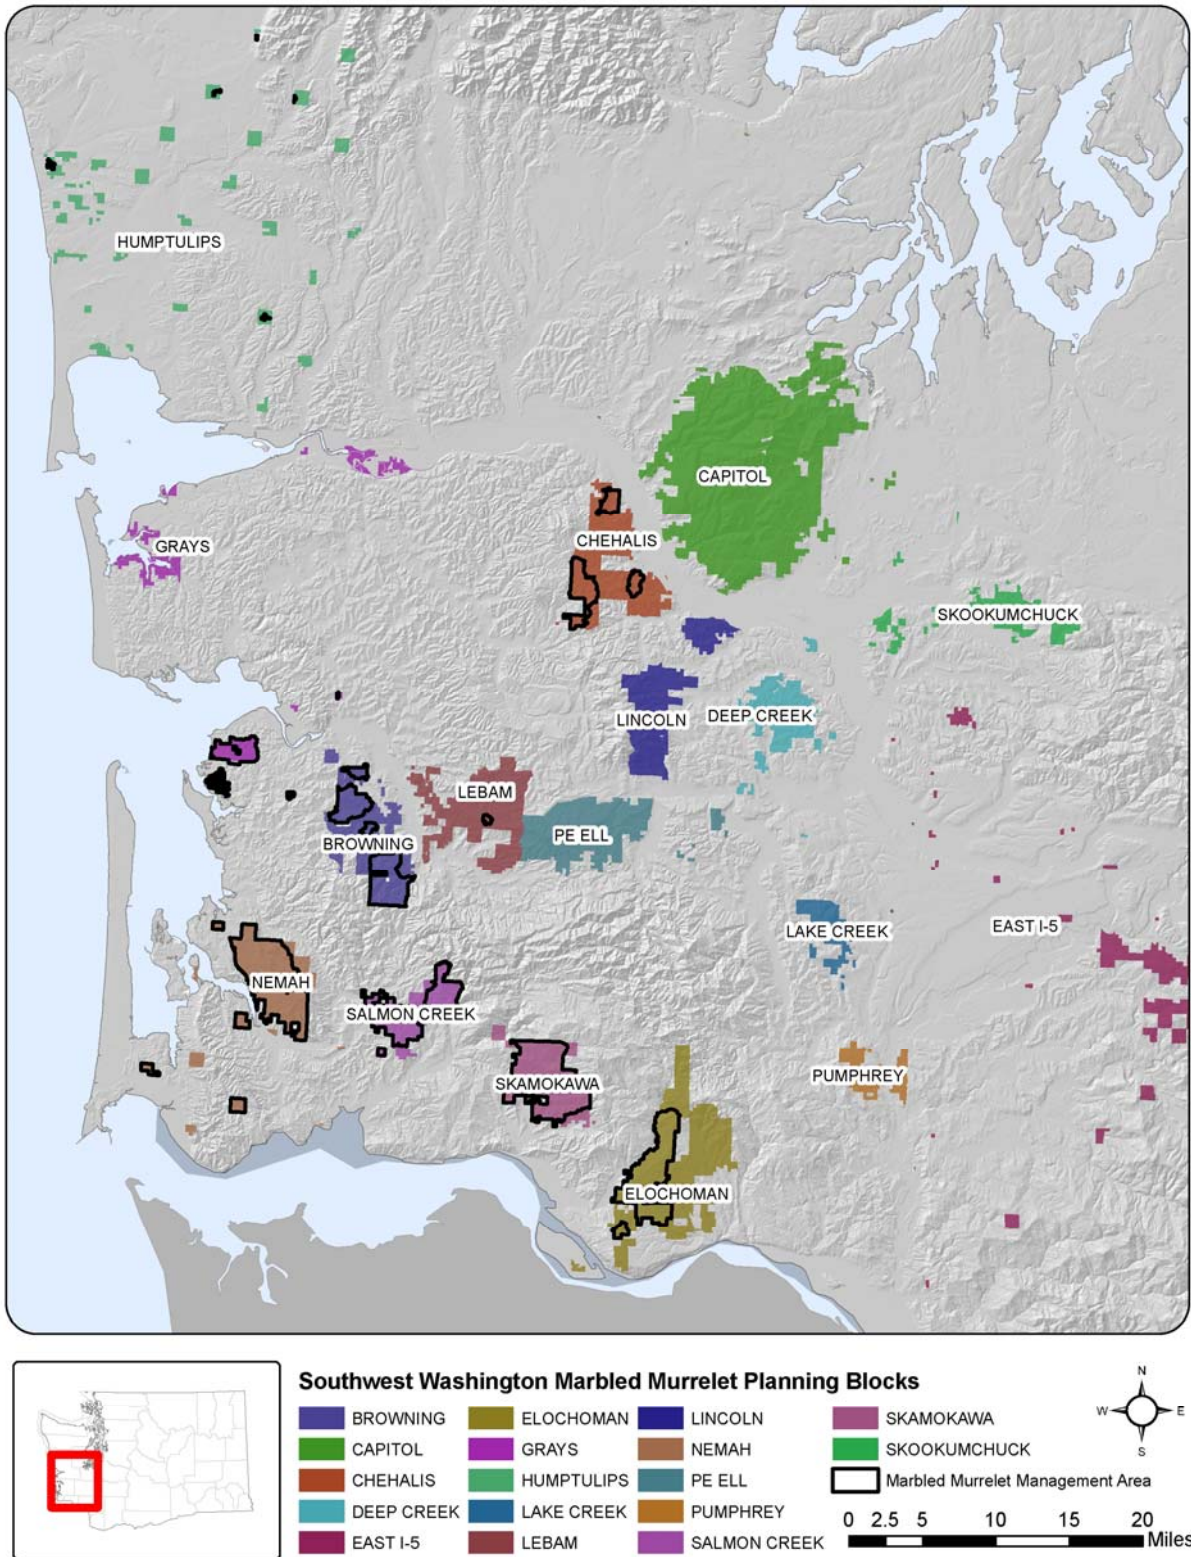 HUMPTULIPS
CAPITOL
CHEHALIS
GRAYS
SKOOKUMCHUCK
LINCOLN
DEEP CREEK
LEBAM
PE ELL
BROWNING
EAST I-5
LAKE CREEK
NEMAH
SALMON CREEK
PUMPHREY
SKAMOKAWA
ELOCHOMAN
Southwest Washington Marbled Murrelet Planning Blocks
BROWNING
CAPITOL
CHEHALIS
DEEP CREEK
EAST I-5
ELOCHOMAN
GRAYS
HUMPTULIPS
LAKE CREEK
LEBAM
LINCOLN
NEMAH
PE ELL
PUMPHREY
SALMON CREEK
SKAMOKAWA
SKOOKUMCHUCK
Marbled Murrelet Management Area
N
W E
S
0 2.5 5 10 15 20
Miles